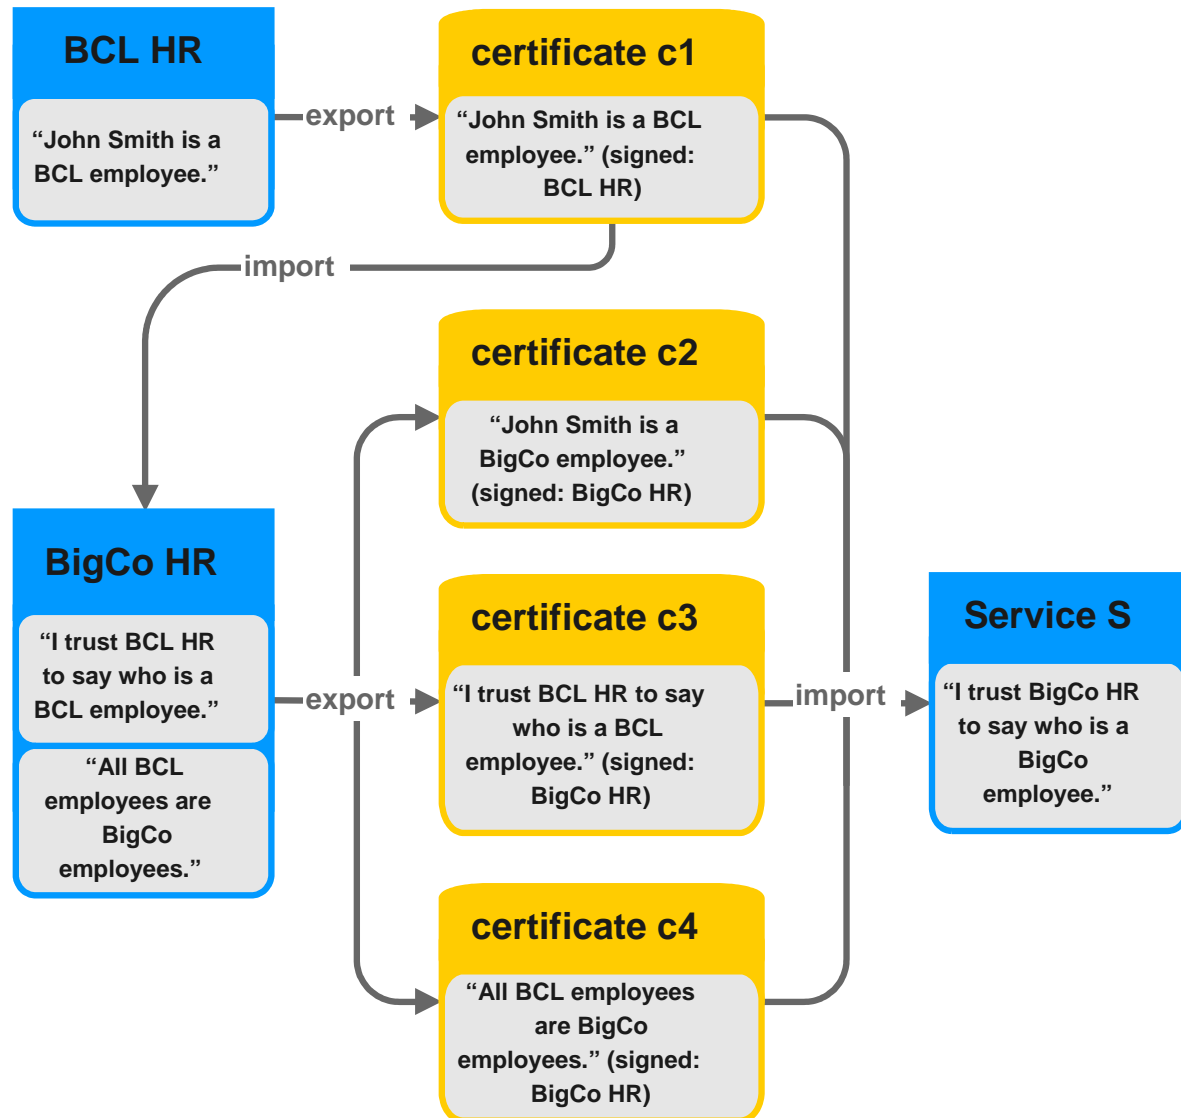 BCL HR
“John Smith is a
BCL employee.”
export
certificate c1
“John Smith is a BCL
employee.” (signed:
BCL HR)
import
certificate c2
“John Smith is a
BigCo employee.”
(signed: BigCo HR)
BigCo HR
“I trust BCL HR
to say who is a
BCL employee.”
“All BCL
employees are
BigCo
employees.”
export
certificate c3
“I trust BCL HR to say
who is a BCL
employee.” (signed:
BigCo HR)
import
Service S
“I trust BigCo HR
to say who is a
BigCo
employee.”
certificate c4
“All BCL employees
are BigCo
employees.” (signed:
BigCo HR)